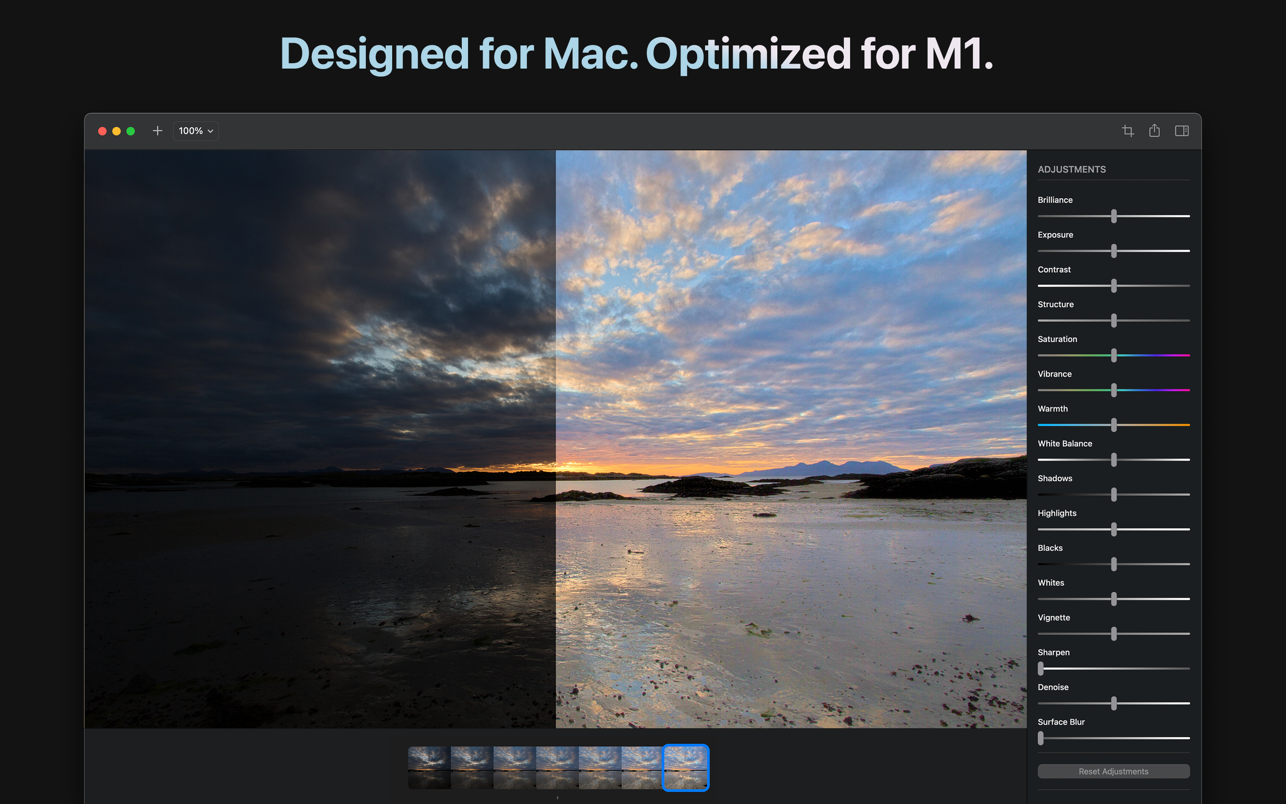 Designed for Mac. Optimized for M1.
100%
ADJUSTMENTS
Brilliance
Exposure
Contrast
Structure
Saturation
Vibrance
Warmth
White Balance
Shadows
Highlights
Blacks
Whites
Vignette
Sharpen
Denoise
Surface Blur
Reset Adjustments